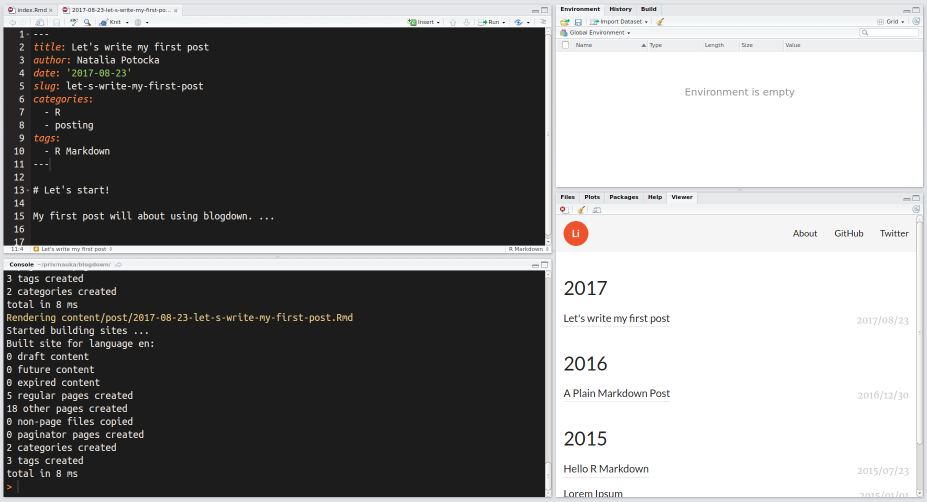 index.Rmd
2017-08-23-let-s-write-my-first-po...
Knit
Insert
Run
1 ---
2 title: Let's write my first post
3 author: Natalia Potocka
4 date: '2017-08-23'
5 slug: let-s-write-my-first-post
6 categories:
7 - R
8 - posting
9 tags:
10 - R Markdown
11 ---
12
13 # Let's start!
14
15 My first post will about using blogdown. ...
16
17
11:4 Let's write my first post R Markdown
Console ~/priv/nauka/blogdown/
3 tags created
2 categories created
total in 8 ms
Rendering content/post/2017-08-23-let-s-write-my-first-post.Rmd
Started building sites ...
Built site for language en:
0 draft content
0 future content
0 expired content
5 regular pages created
18 other pages created
0 non-page files copied
0 paginator pages created
2 categories created
3 tags created
total in 8 ms
>
Environment History Build
Import Dataset Grid
Global Environment
Name Type Length Size Value
Environment is empty
Files Plots Packages Help Viewer
Li About GitHub Twitter
2017
Let's write my first post 2017/08/23
2016
A Plain Markdown Post 2016/12/30
2015
Hello R Markdown 2015/07/23
Lorem Ipsum 2015/01/01